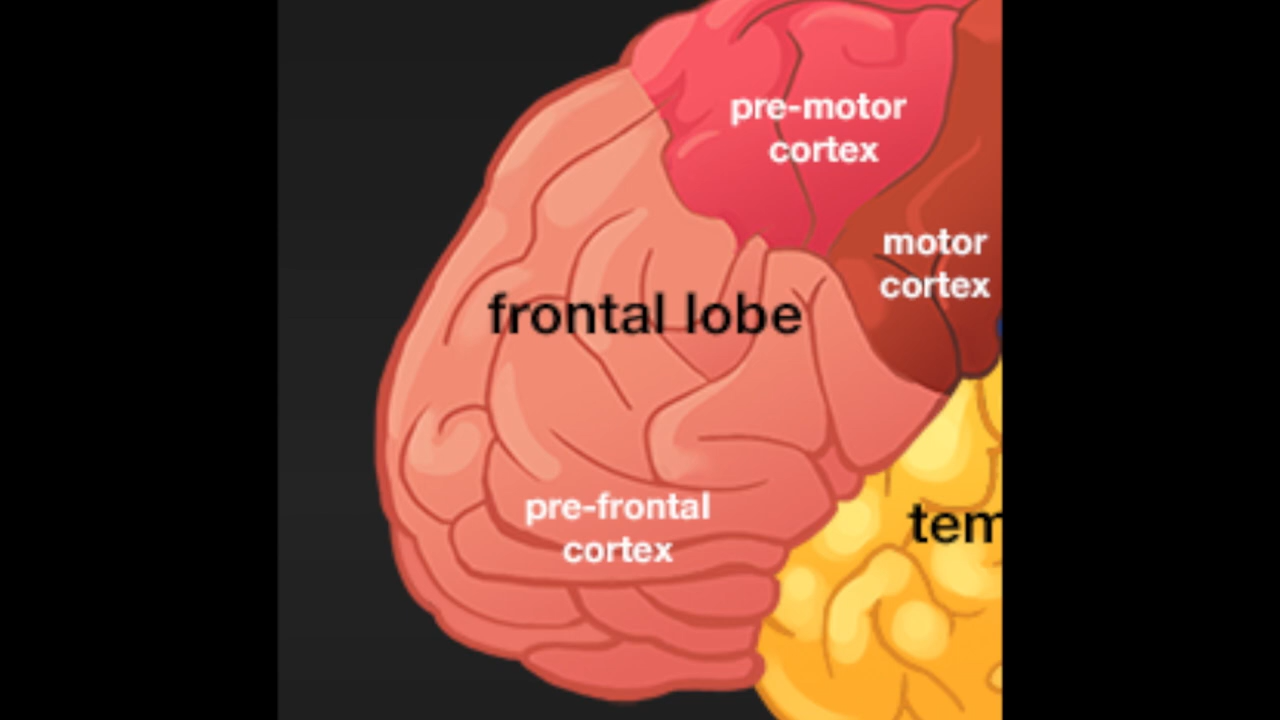 pre-motor
cortex
motor
cortex
frontal lobe
pre-frontal
cortex
tem